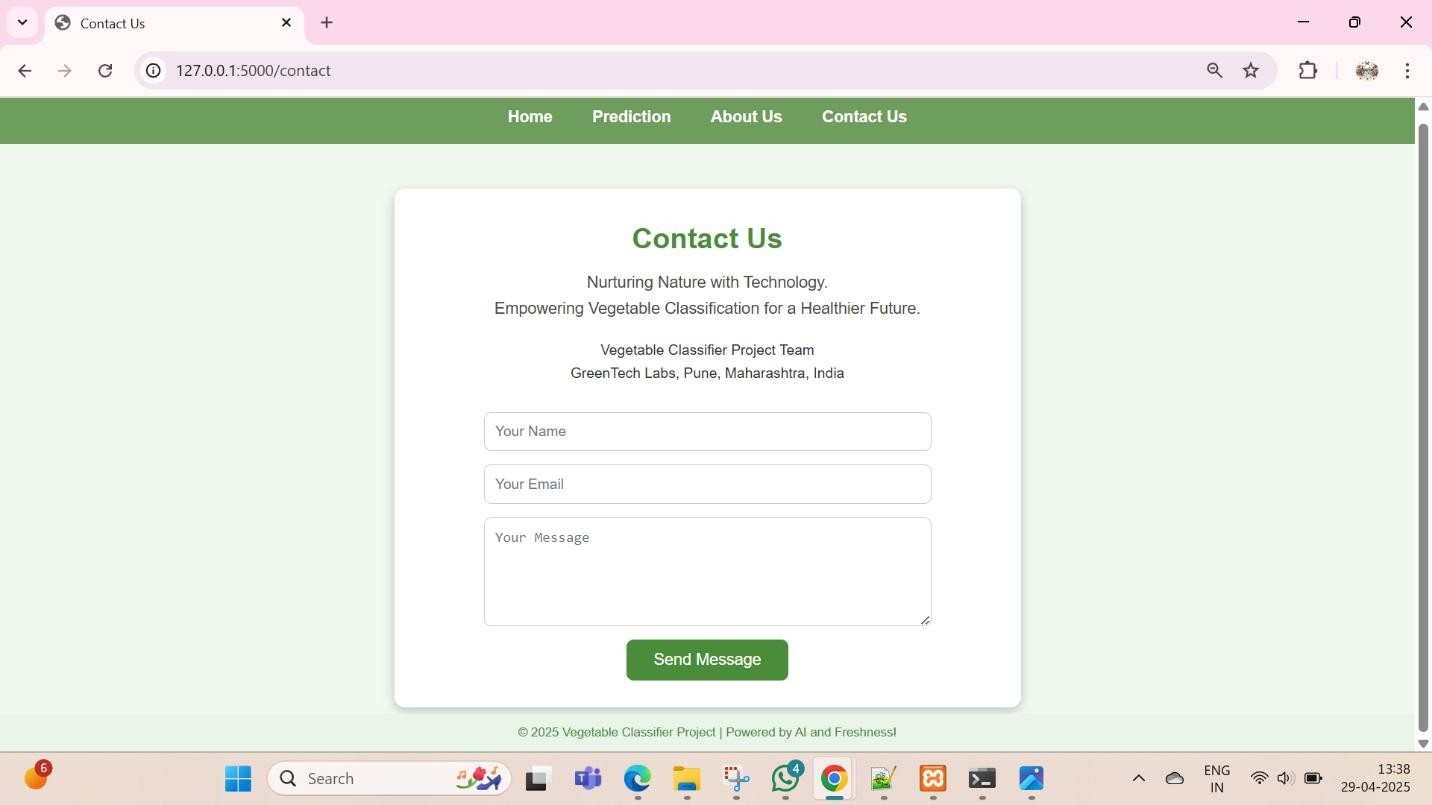 Contact Us
127.0.0.1:5000/contact
Home Prediction About Us Contact Us
Contact Us
Nurturing Nature with Technology.
Empowering Vegetable Classification for a Healthier Future.
Vegetable Classifier Project Team
GreenTech Labs, Pune, Maharashtra, India
Your Name
Your Email
Your Message
Send Message
© 2025 Vegetable Classifier Project | Powered by AI and Freshness!
6
Search
4
ENG
IN
13:38
29-04-2025